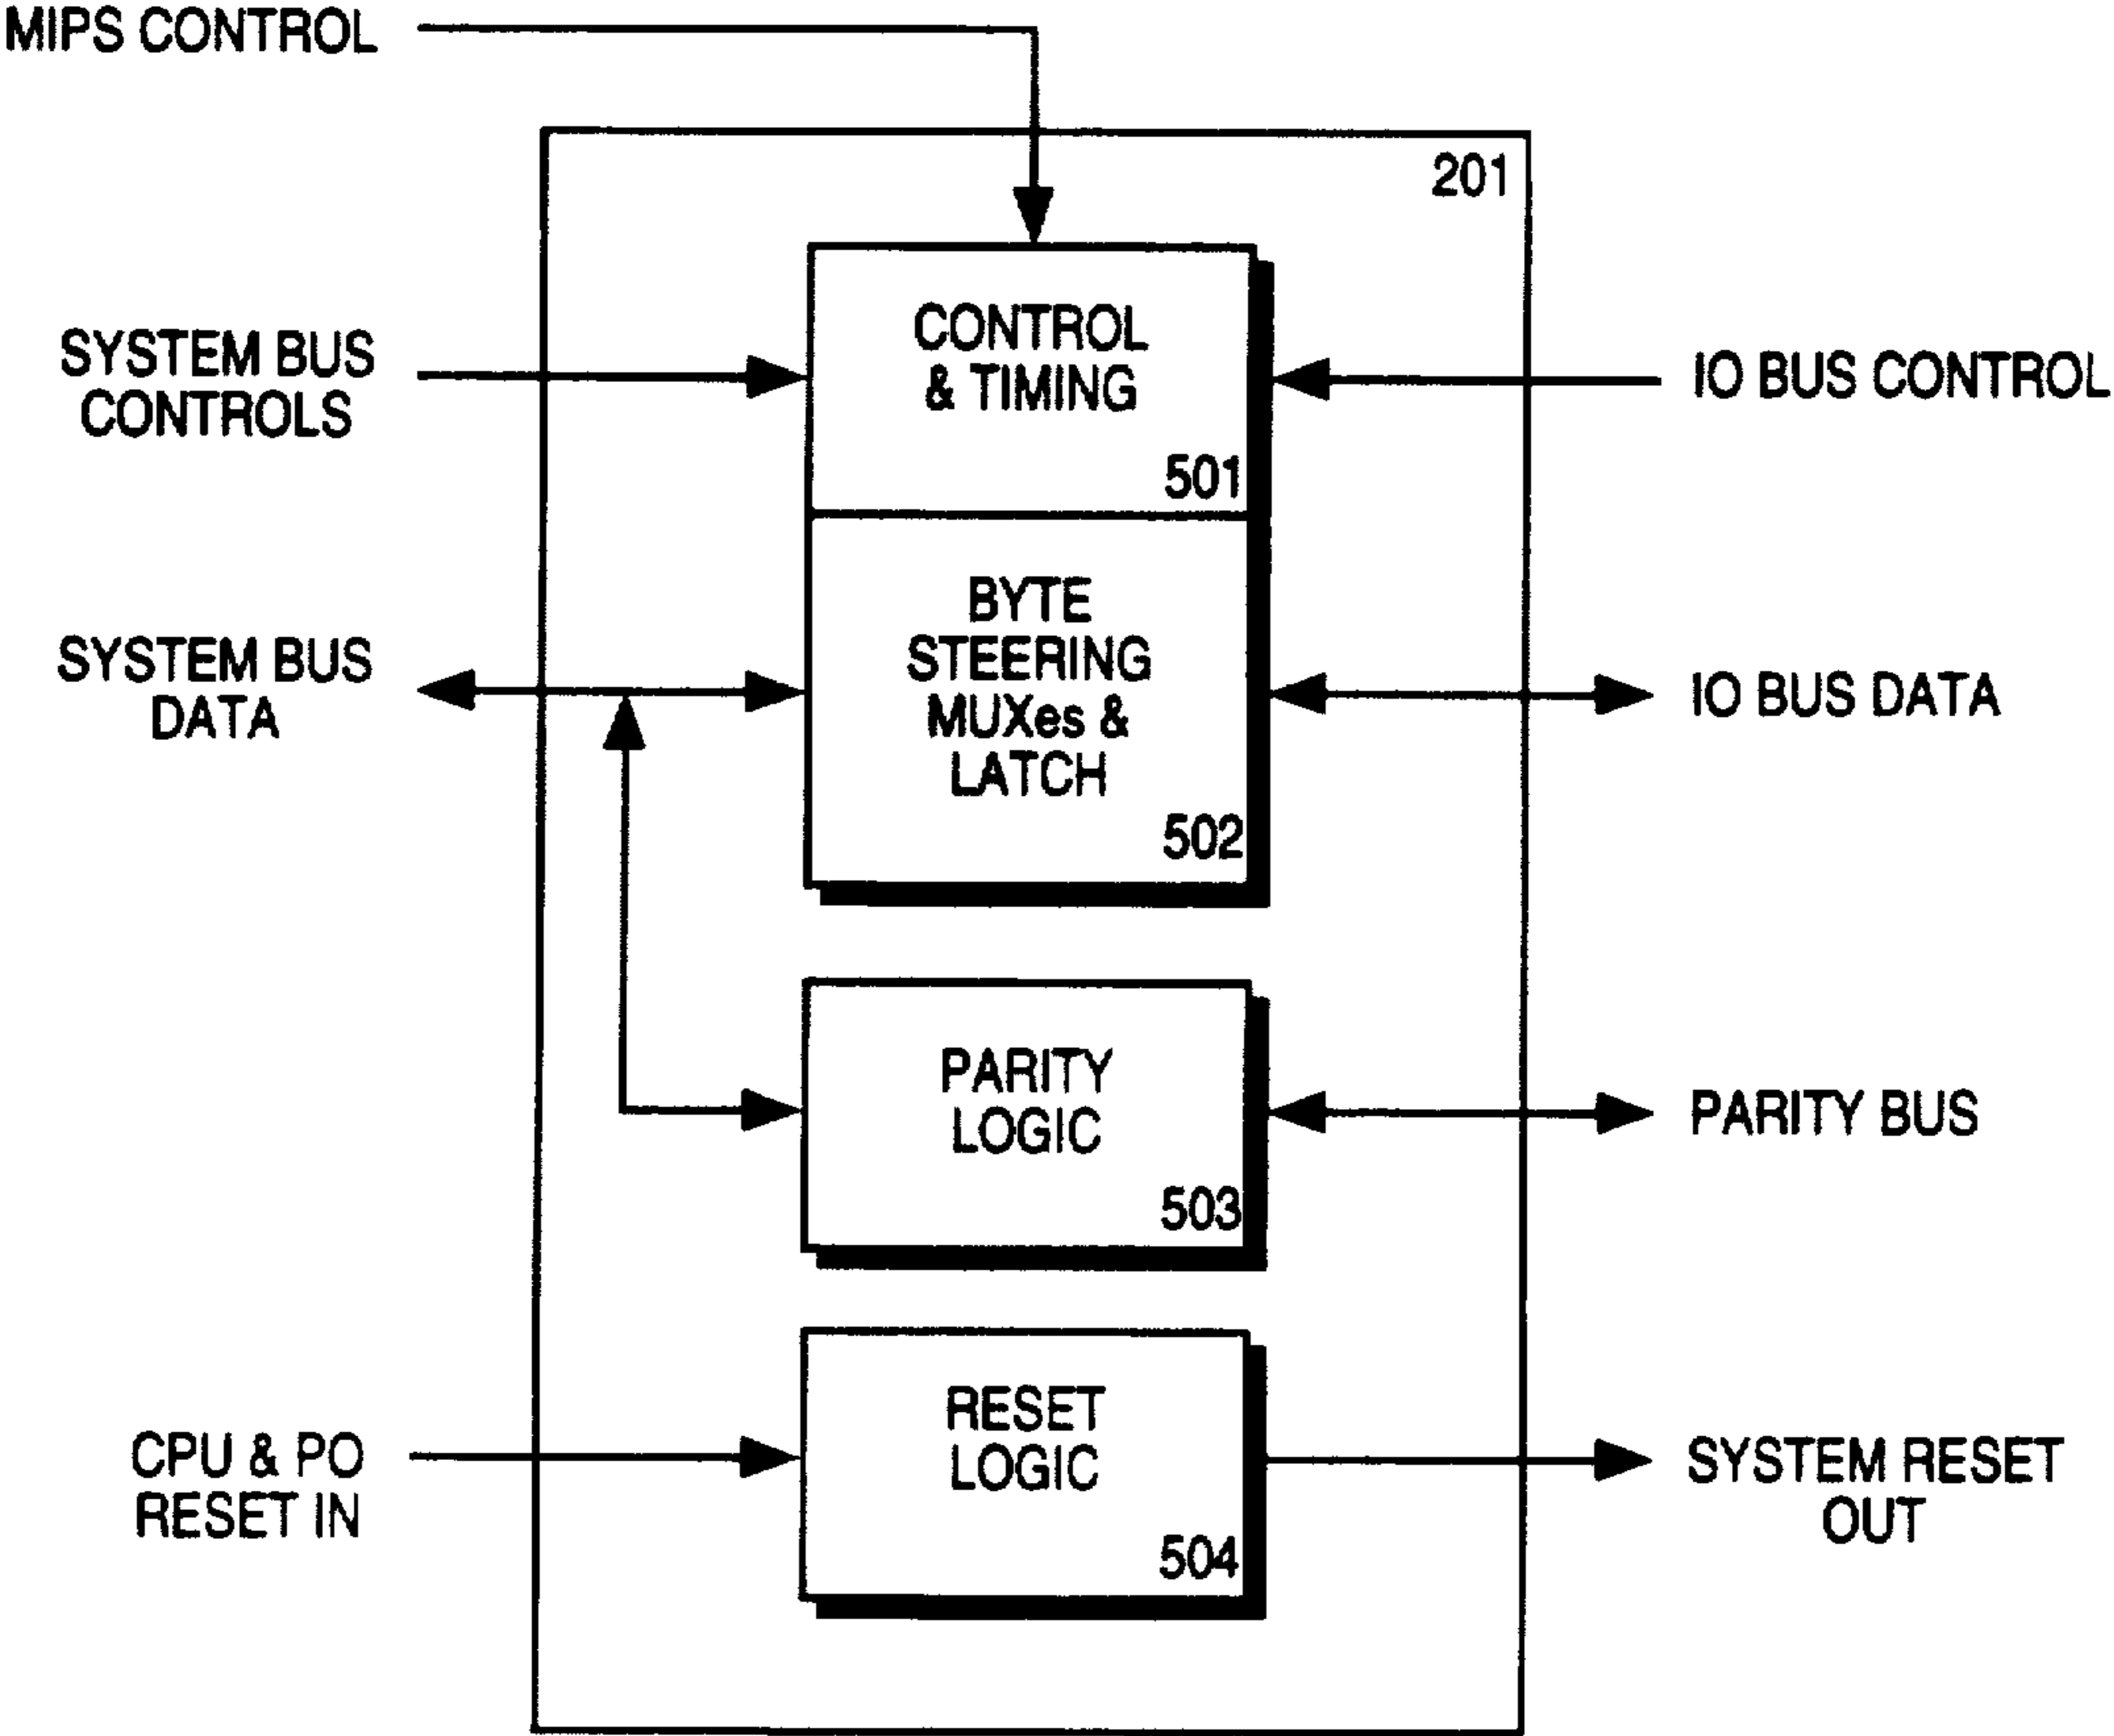 MIPS CONTROL
201
SYSTEM BUS
CONTROLS
CONTROL
& TIMING
501
IO BUS CONTROL
SYSTEM BUS
DATA
BYTE
STEERING
MUXes &
LATCH
502
IO BUS DATA
PARITY
LOGIC
503
PARITY BUS
CPU & PO
RESET IN
RESET
LOGIC
504
SYSTEM RESET
OUT